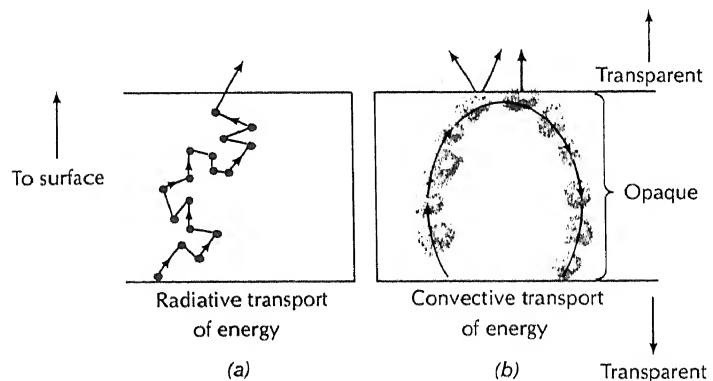 Transparent
To surface
Opaque
Radiative transport
of energy
(a)
Convective transport
of energy
(b)
Transparent